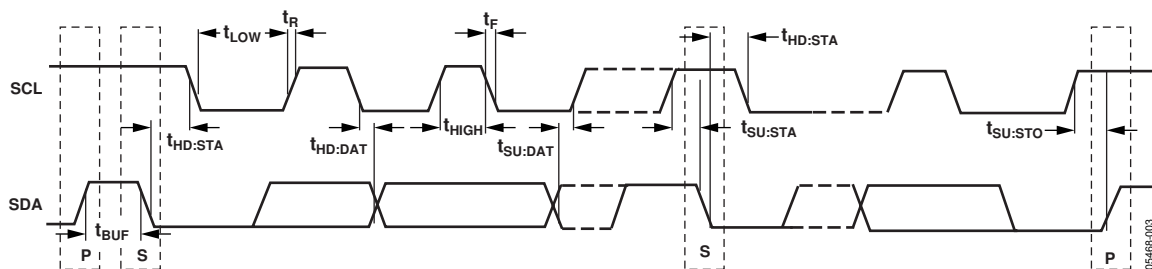 tR
tF
tLOW
tHD:STA
SCL
tHD:STA
tHD:DAT
tHIGH
tSU:DAT
tSU:STA
tSU:STO
SDA
tBUF
P
S
S
P
05468-003